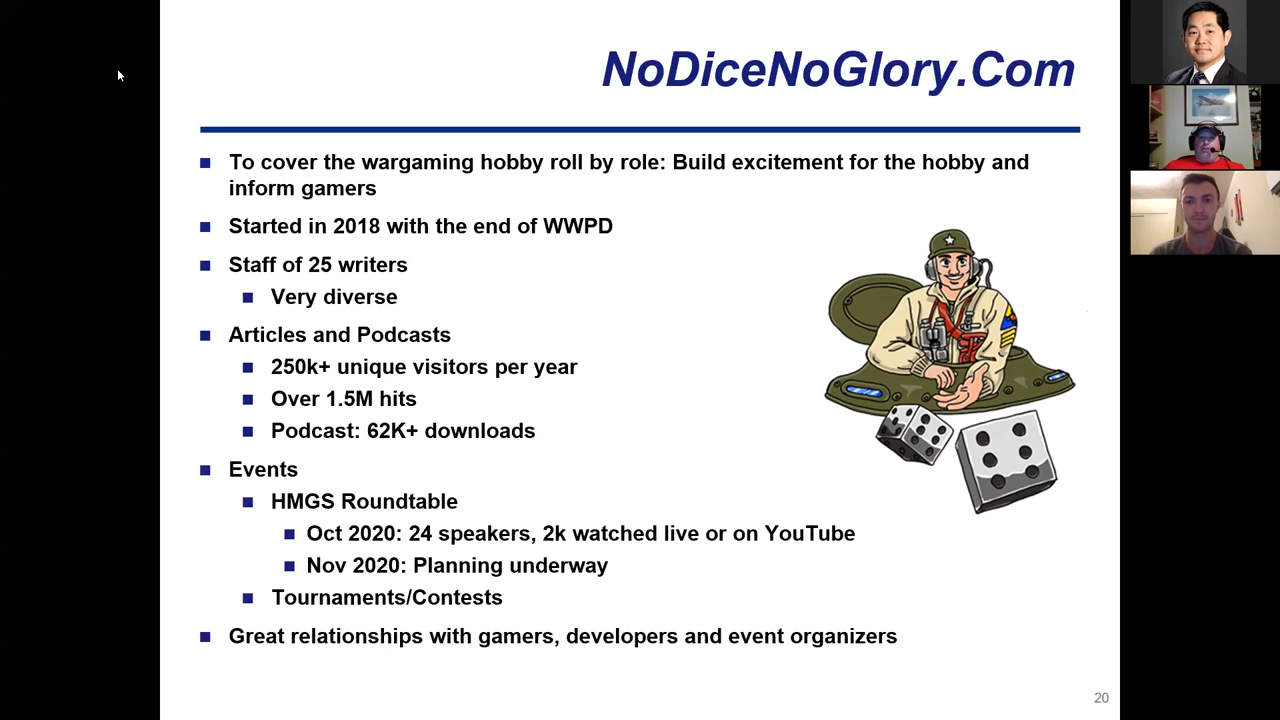 NoDiceNoGlory.Com
To cover the wargaming hobby roll by role: Build excitement for the hobby and
inform gamers
Started in 2018 with the end of WWPD
Staff of 25 writers
Very diverse
Articles and Podcasts
250k+ unique visitors per year
Over 1.5M hits
Podcast: 62K+ downloads
Events
HMGS Roundtable
Oct 2020: 24 speakers, 2k watched live or on YouTube
Nov 2020: Planning underway
Tournaments/Contests
Great relationships with gamers, developers and event organizers
20